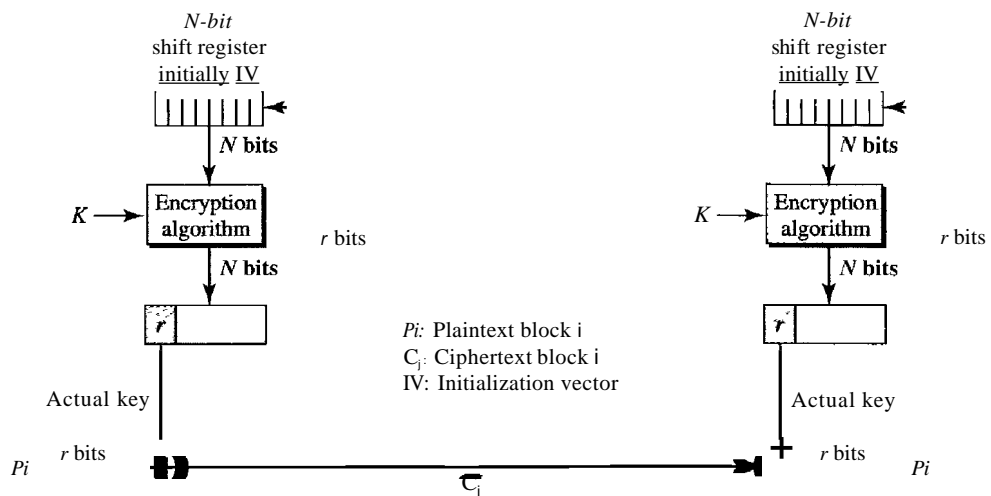 N-bit
shift register
initially IV
N bits
K
Encryption
algorithm
r bits
N bits
r
Actual key
Pi
r bits
N-bit
shift register
initially IV
N bits
K
Encryption
algorithm
r bits
N bits
r
Actual key
r bits
Pi
Pi: Plaintext block i
Cj: Ciphertext block i
IV: Initialization vector
Ci